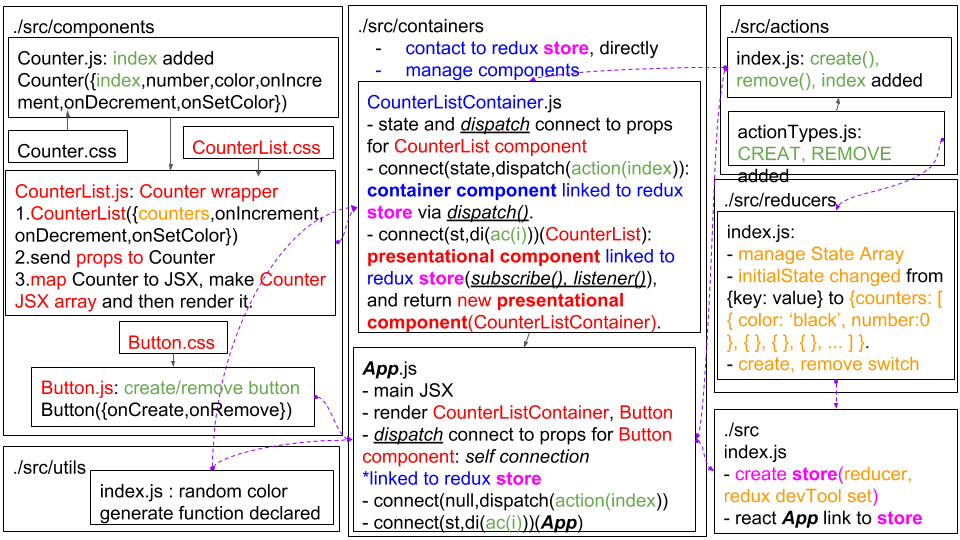 ./src/components
Counter.js: index added
Counter({index,number,color,onIncre
ment,onDecrement,onSetColor})
Counter.css
CounterList.css
CounterList.js: Counter wrapper
1.CounterList({counters,onIncrement,
onDecrement,onSetColor})
2.send props to Counter
3.map Counter to JSX, make Counter
JSX array and then render it.
Button.css
Button.js: create/remove button
Button({onCreate,onRemove})
./src/utils
index.js : random color
generate function declared
./src/containers
- contact to redux store, directly
- manage components
CounterListContainer.js
- state and dispatch connect to props
for CounterList component
- connect(state,dispatch(action(index)):
container component linked to redux
store via dispatch().
- connect(st,di(ac(i)))(CounterList):
presentational component linked to
redux store(subscribe(), listener()),
and return new presentational
component(CounterListContainer).
App.js
- main JSX
- render CounterListContainer, Button
- dispatch connect to props for Button
component: self connection
*linked to redux store
- connect(null,dispatch(action(index))
- connect(st,di(ac(i)))(App)
./src/actions
index.js: create(),
remove(), index added
actionTypes.js:
CREAT, REMOVE
added
./src/reducers
index.js:
- manage State Array
- initialState changed from
{key: value} to {counters: [
{ color: ‘black’, number:0
}, { }, { }, { }, ... ] }.
- create, remove switch
./src
index.js
- create store(reducer,
redux devTool set)
- react App link to store